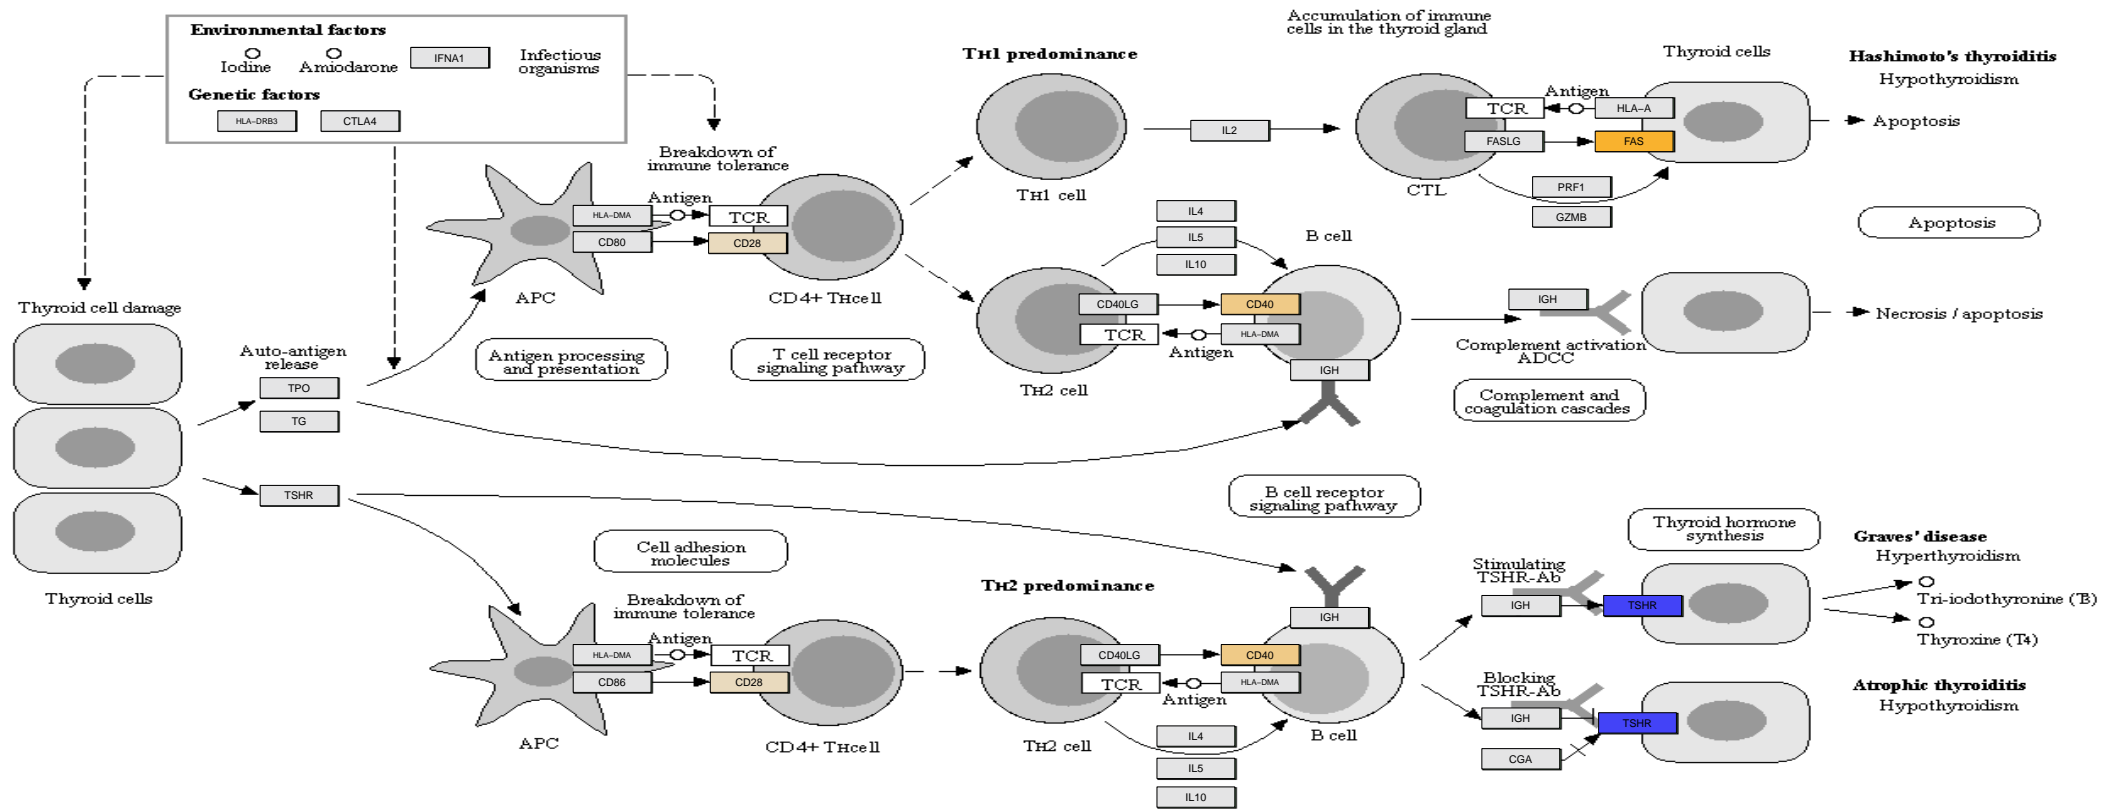 Environmental factors
Iodine
Amiodarone
IFNA1
Infectious
organisms
Genetic factors
HLA-DRB3
CTLA4
Thyroid cell damage
Thyroid cells
Auto-antigen
release
TPO
TG
TSHR
Breakdown of
immune tolerance
Antigen
HLA-DMA
TCR
CD80
CD28
APC
CD4+ THcell
Antigen processing
and presentation
T cell receptor
signaling pathway
TH1 predominance
TH1 cell
IL2
Accumulation of immune
cells in the thyroid gland
Thyroid cells
Antigen
TCR
HLA-A
FASLG
FAS
CTL
PRF1
GZMB
Hashimoto's thyroiditis
Hypothyroidism
Apoptosis
Apoptosis
IL4
IL5
IL10
B cell
CD40LG
CD40
TCR
HLA-DMA
Antigen
TH2 cell
IGH
IGH
Complement activation
ADCC
Necrosis / apoptosis
Complement and
coagulation cascades
B cell receptor
signaling pathway
Cell adhesion
molecules
Breakdown of
immune tolerance
Antigen
HLA-DMA
TCR
CD86
CD28
APC
CD4+ THcell
TH2 predominance
IGH
CD40LG
CD40
TCR
HLA-DMA
Antigen
TH2 cell
B cell
IL4
IL5
IL10
Thyroid hormone
synthesis
Stimulating
TSHR-Ab
IGH
TSHR
Graves' disease
Hyperthyroidism
Tri-iodothyronine (T3)
Thyroxine (T4)
Blocking
TSHR-Ab
IGH
TSHR
CGA
Atrophic thyroiditis
Hypothyroidism